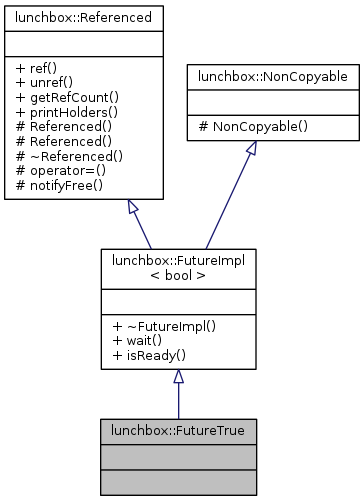 lunchbox::Referenced
+ ref()
+ unref()
+ getRefCount()
+ printHolders()
# Referenced()
# Referenced()
# ~Referenced()
# operator=()
# notifyFree()
lunchbox::NonCopyable
# NonCopyable()
lunchbox::FutureImpl
< bool >
+ ~FutureImpl()
+ wait()
+ isReady()
lunchbox::FutureTrue